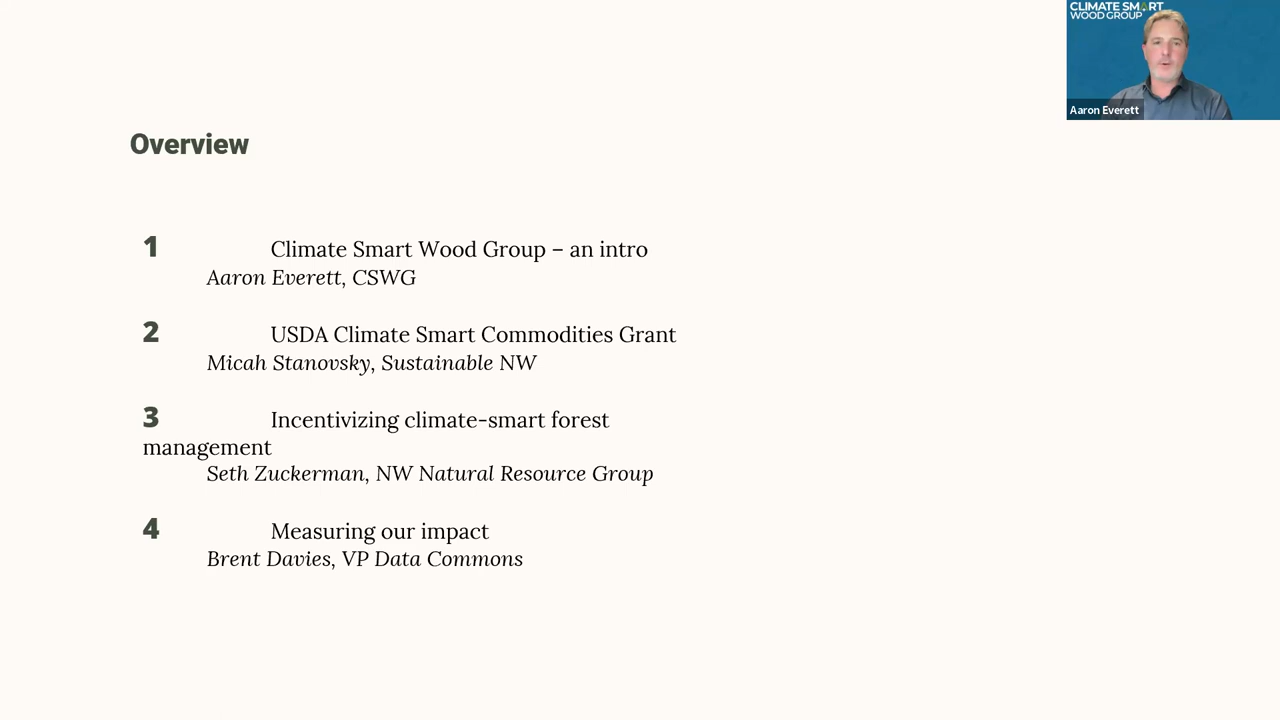 CLIMATE SMART
WOOD GROUP
Aaron Everett
Overview
1 Climate Smart Wood Group – an intro
Aaron Everett, CSWG
2 USDA Climate Smart Commodities Grant
Micah Stanovsky, Sustainable NW
3 Incentivizing climate-smart forest
management
Seth Zuckerman, NW Natural Resource Group
4 Measuring our impact
Brent Davies, VP Data Commons